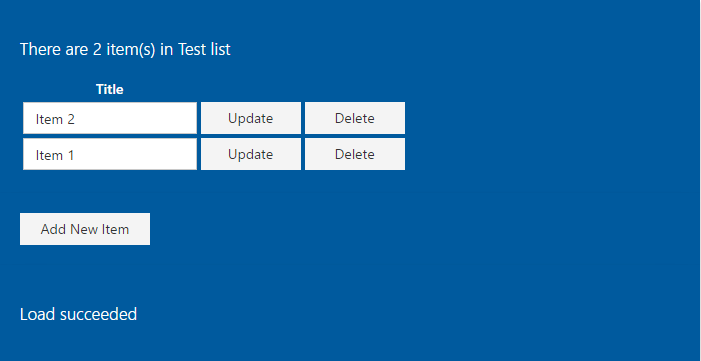 There are 2 item(s) in Test list
Title
Item 2 Update Delete
Item 1 Update Delete
Add New Item
Load succeeded